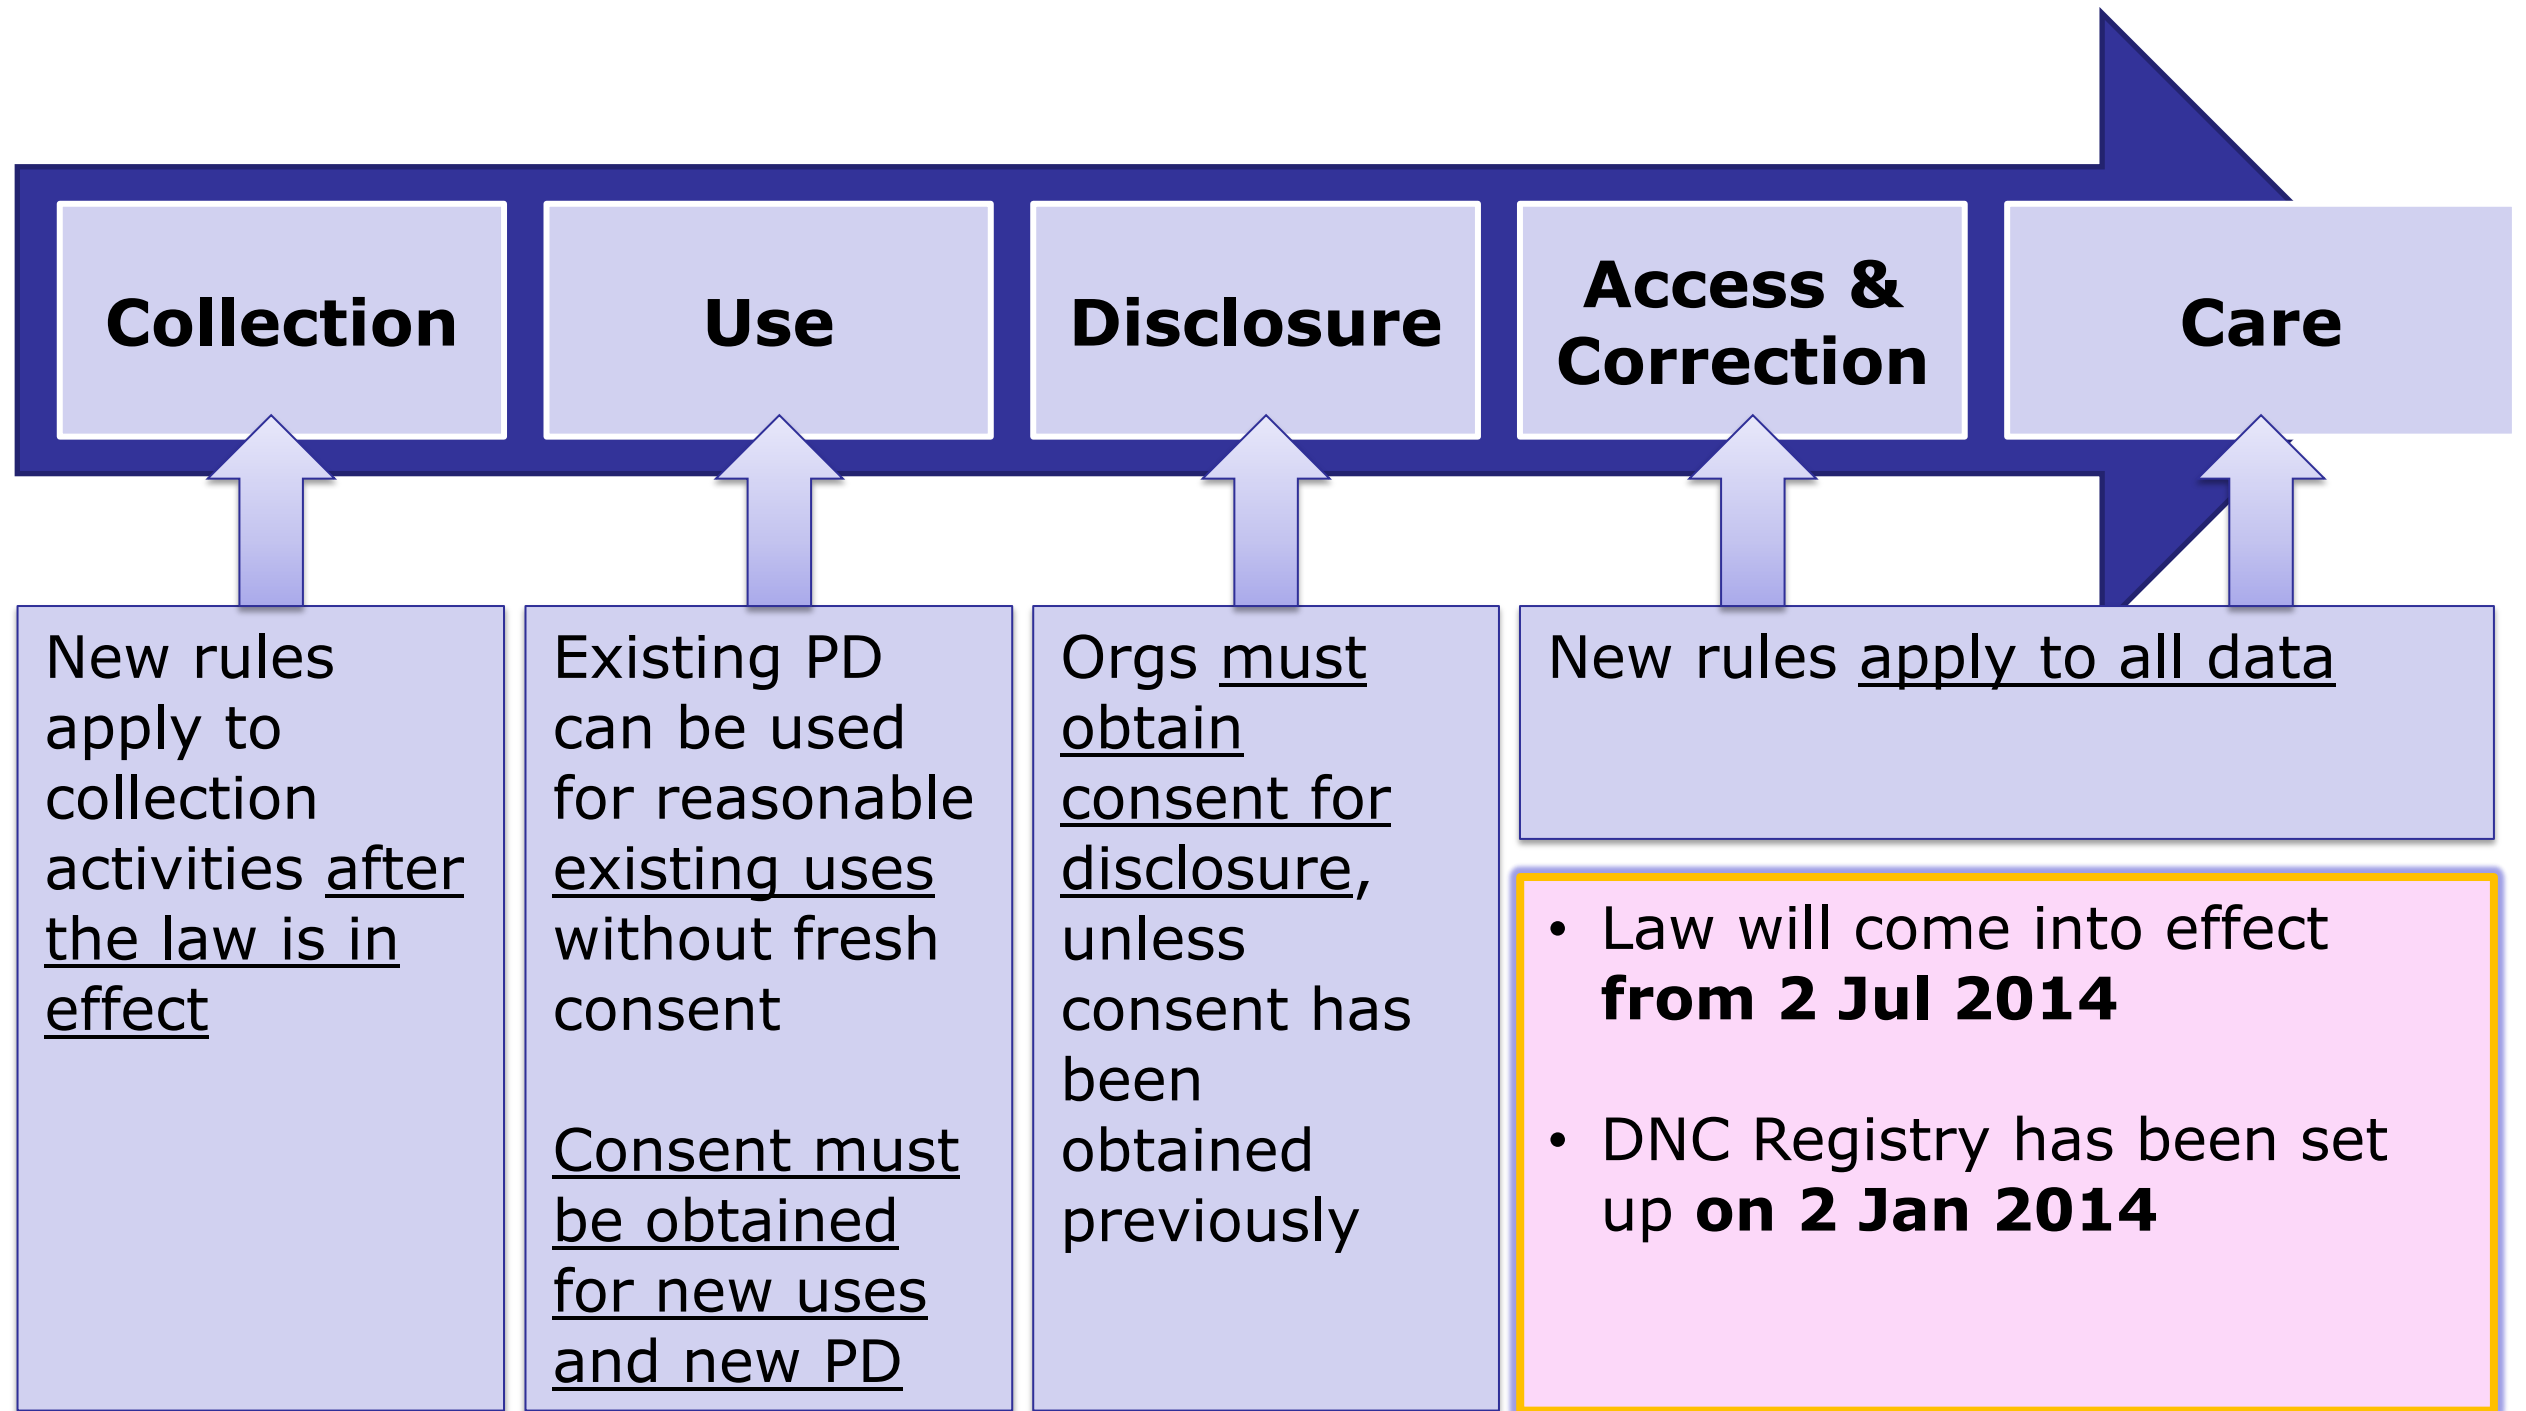 Collection
Use
Disclosure
Access &
Correction
Care
New rules
apply to
collection
activities after
the law is in
effect
Existing PD
can be used
for reasonable
existing uses
without fresh
consent
Consent must
be obtained
for new uses
and new PD
Orgs must
obtain
consent for
disclosure,
unless
consent has
been
obtained
previously
New rules apply to all data
• Law will come into effect
from 2 Jul 2014
• DNC Registry has been set
up on 2 Jan 2014